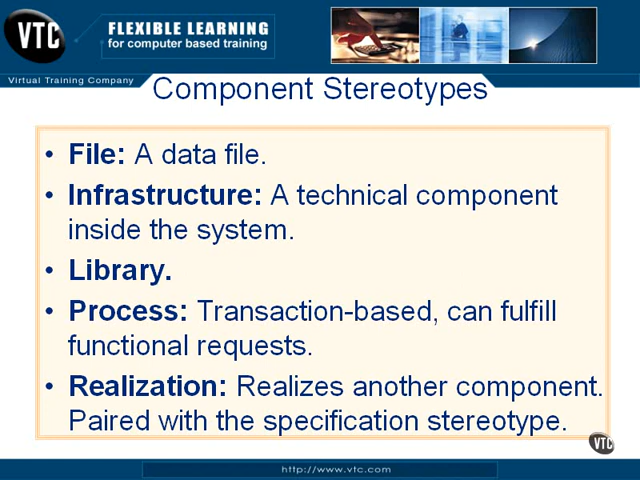 VTC
FLEXIBLE LEARNING
for computer based training
Virtual Training Company
Component Stereotypes
• File: A data file.
• Infrastructure: A technical component
inside the system.
• Library.
• Process: Transaction-based, can fulfill
functional requests.
• Realization: Realizes another component.
Paired with the specification stereotype.
VTC
http://www.vtc.com